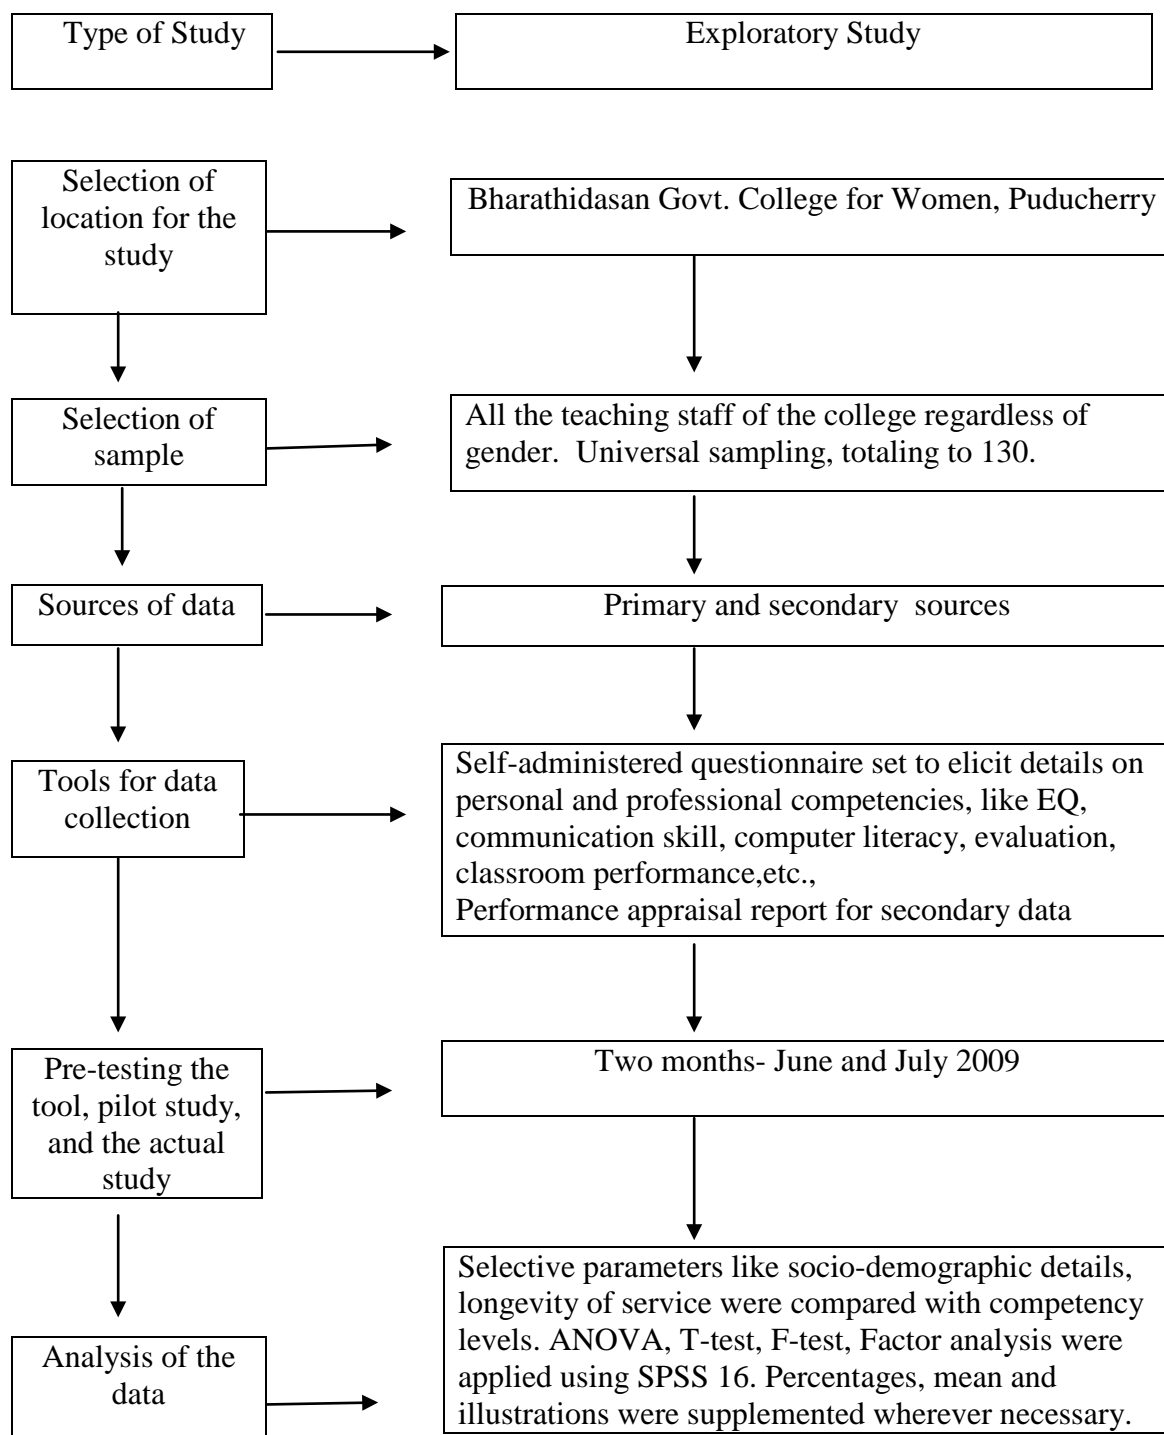 Type of Study
Exploratory Study
Selection of
location for the
study
Bharathidasan Govt. College for Women, Puducherry
Selection of
sample
All the teaching staff of the college regardless of
gender.  Universal sampling, totaling to 130.
Sources of data
Primary and secondary  sources
Tools for data
collection
Self-administered questionnaire set to elicit details on
personal and professional competencies, like EQ,
communication skill, computer literacy, evaluation,
classroom performance,etc.,
Performance appraisal report for secondary data
Pre-testing the
tool, pilot study,
and the actual
study
Two months- June and July 2009
Analysis of the
data
Selective parameters like socio-demographic details,
longevity of service were compared with competency
levels. ANOVA, T-test, F-test, Factor analysis were
applied using SPSS 16. Percentages, mean and
illustrations were supplemented wherever necessary.